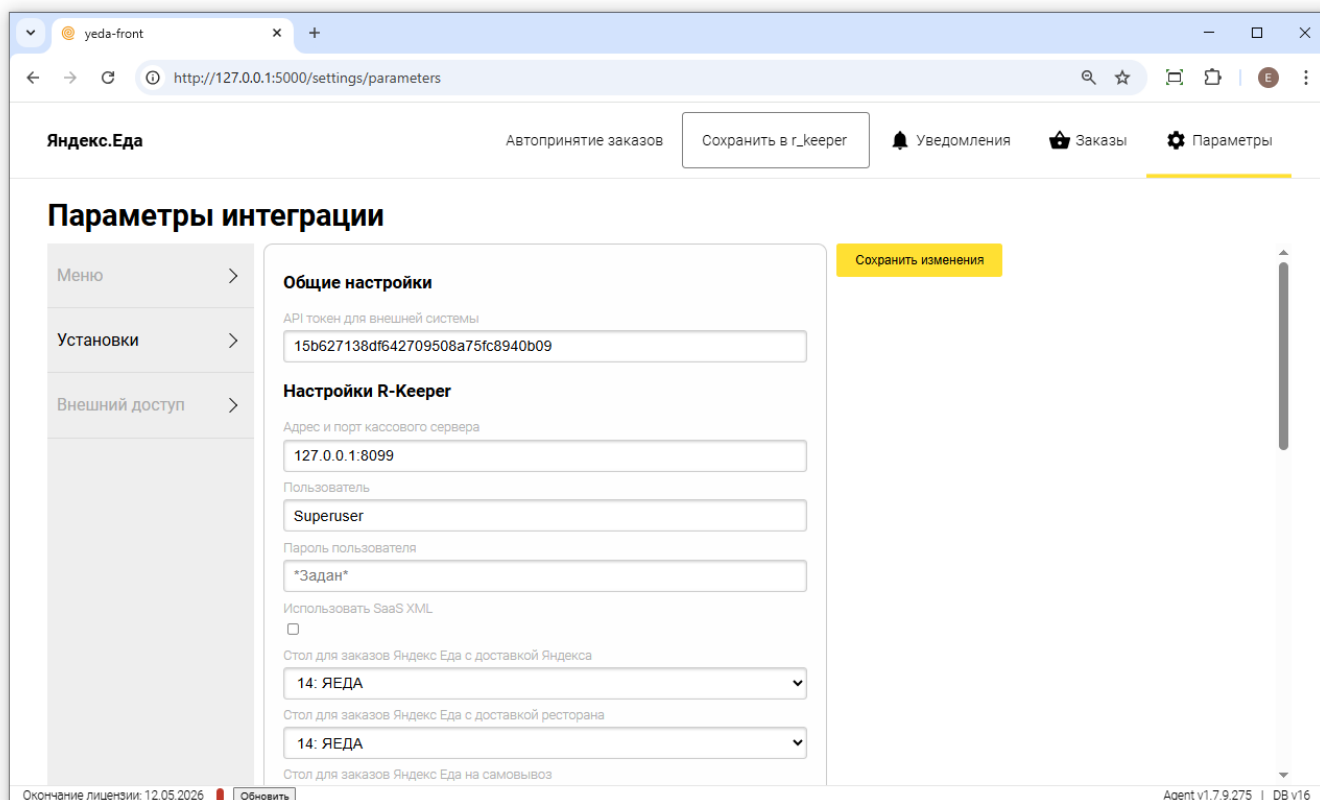 yeda-front
http://127.0.0.1:5000/settings/parameters
E
Яндекс.Еда
Автопринятие заказов
Сохранить в r_keeper
Уведомления
Заказы
Параметры
Параметры интеграции
Меню
Установки
Внешний доступ
Общие настройки
API токен для внешней системы
15b627138df642709508a75fc8940b09
Настройки R-Keeper
Адрес и порт кассового сервера
127.0.0.1:8099
Пользователь
Superuser
Пароль пользователя
*Задан*
Использовать SaaS XML
Стол для заказов Яндекс Еда с доставкой Яндекса
14: ЯЕДА
Стол для заказов Яндекс Еда с доставкой ресторана
14: ЯЕДА
Стол для заказов Яндекс Еда на самовывоз
Сохранить изменения
Окончание лицензии: 12.05.2026
Обновить
Agent v1.7.9.275 | DB v16